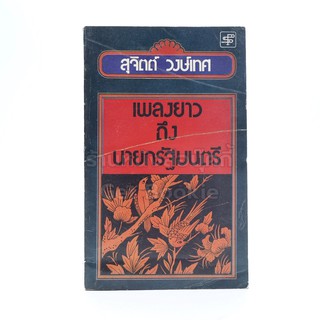 สุจิตต์ วงษ์เทศ
เพลงยาว
ถึง
นายกรัฐมนตรี